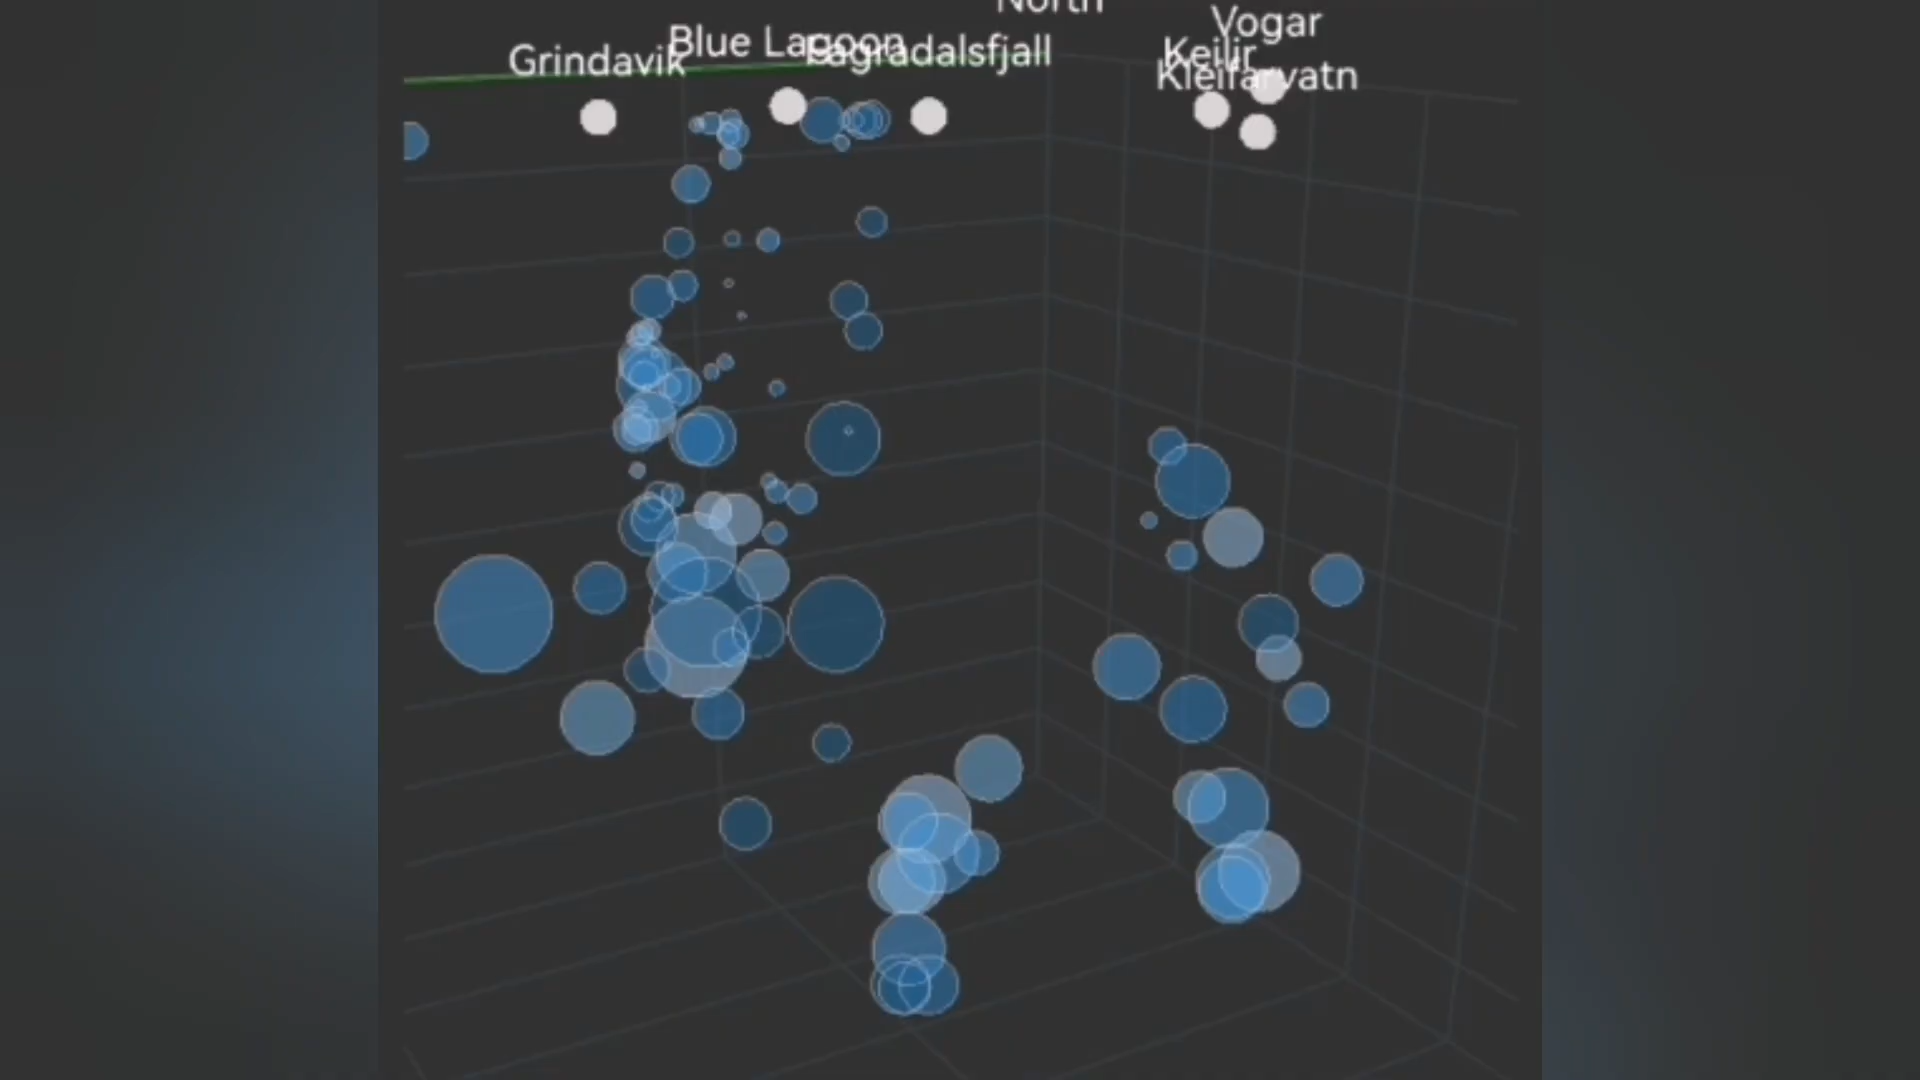 North
Vogar
Blue Lagoon
Fagradalsfjall
Grindavik
Keilir
Kleifarvatn